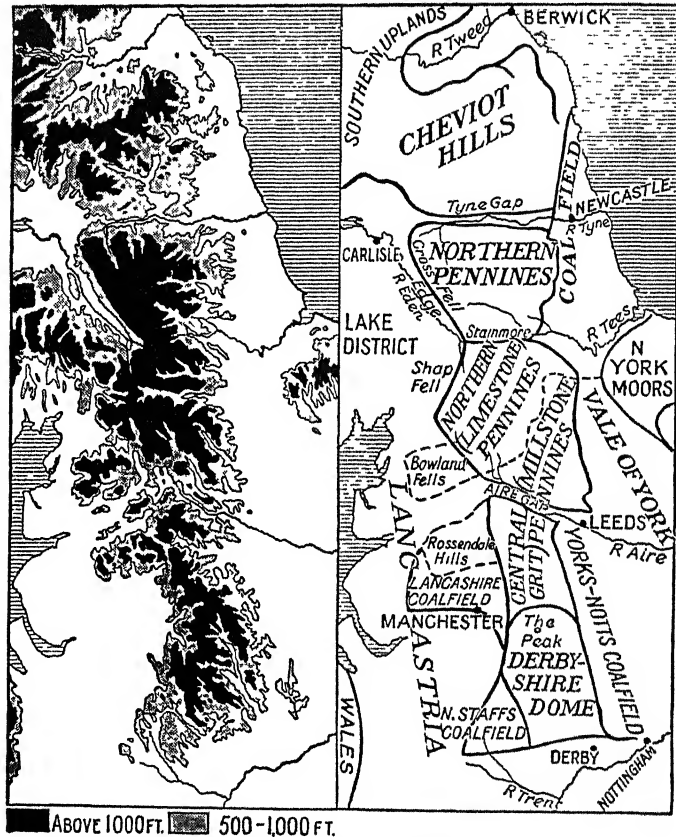 BERWICK
SOUTHERN UPLANDS
R Tweed
CHEVIOT
HILLS
COAL FIELD
Tyne Gap
NEWCASTLE
R Tyne
CARLISLE
Cross Fell
Edge
R Eden
NORTHERN
PENNINES
LAKE
DISTRICT
Stainmore
R Tees
Shap
Fell
NORTHERN
LIMESTONE
PENNINES
MILLSTONE
PENNINES
N
YORK
MOORS
VALE OF YORK
Bowland
Fells
AIRE GAP
LEEDS
R Aire
LANCASTRIA
Rossendale
Hills
CENTRAL
GRIT
LANCASHIRE
COALFIELD
MANCHESTER
YORKS-NOTTS COALFIELD
The
Peak
DERBY-
SHIRE
DOME
N. STAFFS
COALFIELD
WALES
DERBY
NOTTINGHAM
R Trent
ABOVE 1000FT. 500-1,000 FT.